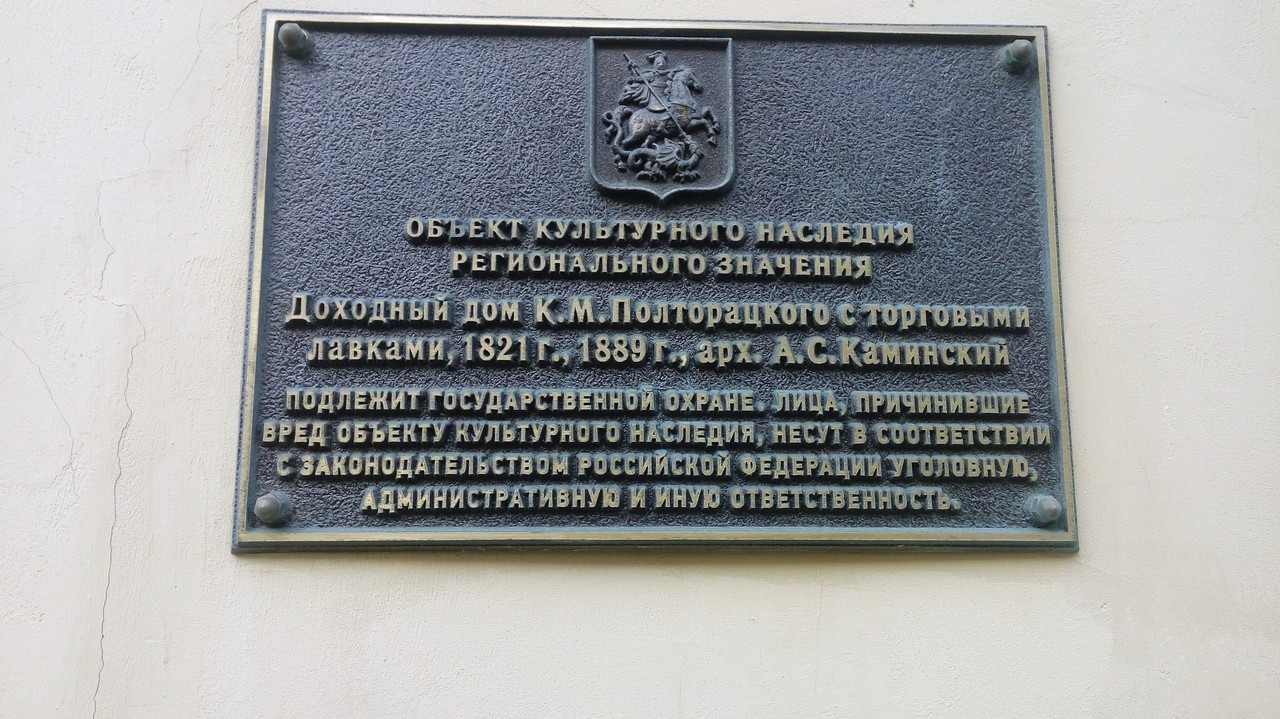 ОБЪЕКТ КУЛЬТУРНОГО НАСЛЕДИЯ
РЕГИОНАЛЬНОГО ЗНАЧЕНИЯ
Доходный дом К.М.Полторацкого с торговыми
лавками, 1821 г., 1889 г., арх. А.С.Каминский
ПОДЛЕЖИТ ГОСУДАРСТВЕННОЙ ОХРАНЕ. ЛИЦА, ПРИЧИНИВШИЕ
ВРЕД ОБЪЕКТУ КУЛЬТУРНОГО НАСЛЕДИЯ, НЕСУТ В СООТВЕТСТВИИ
С ЗАКОНОДАТЕЛЬСТВОМ РОССИЙСКОЙ ФЕДЕРАЦИИ УГОЛОВНУЮ,
АДМИНИСТРАТИВНУЮ И ИНУЮ ОТВЕТСТВЕННОСТЬ.